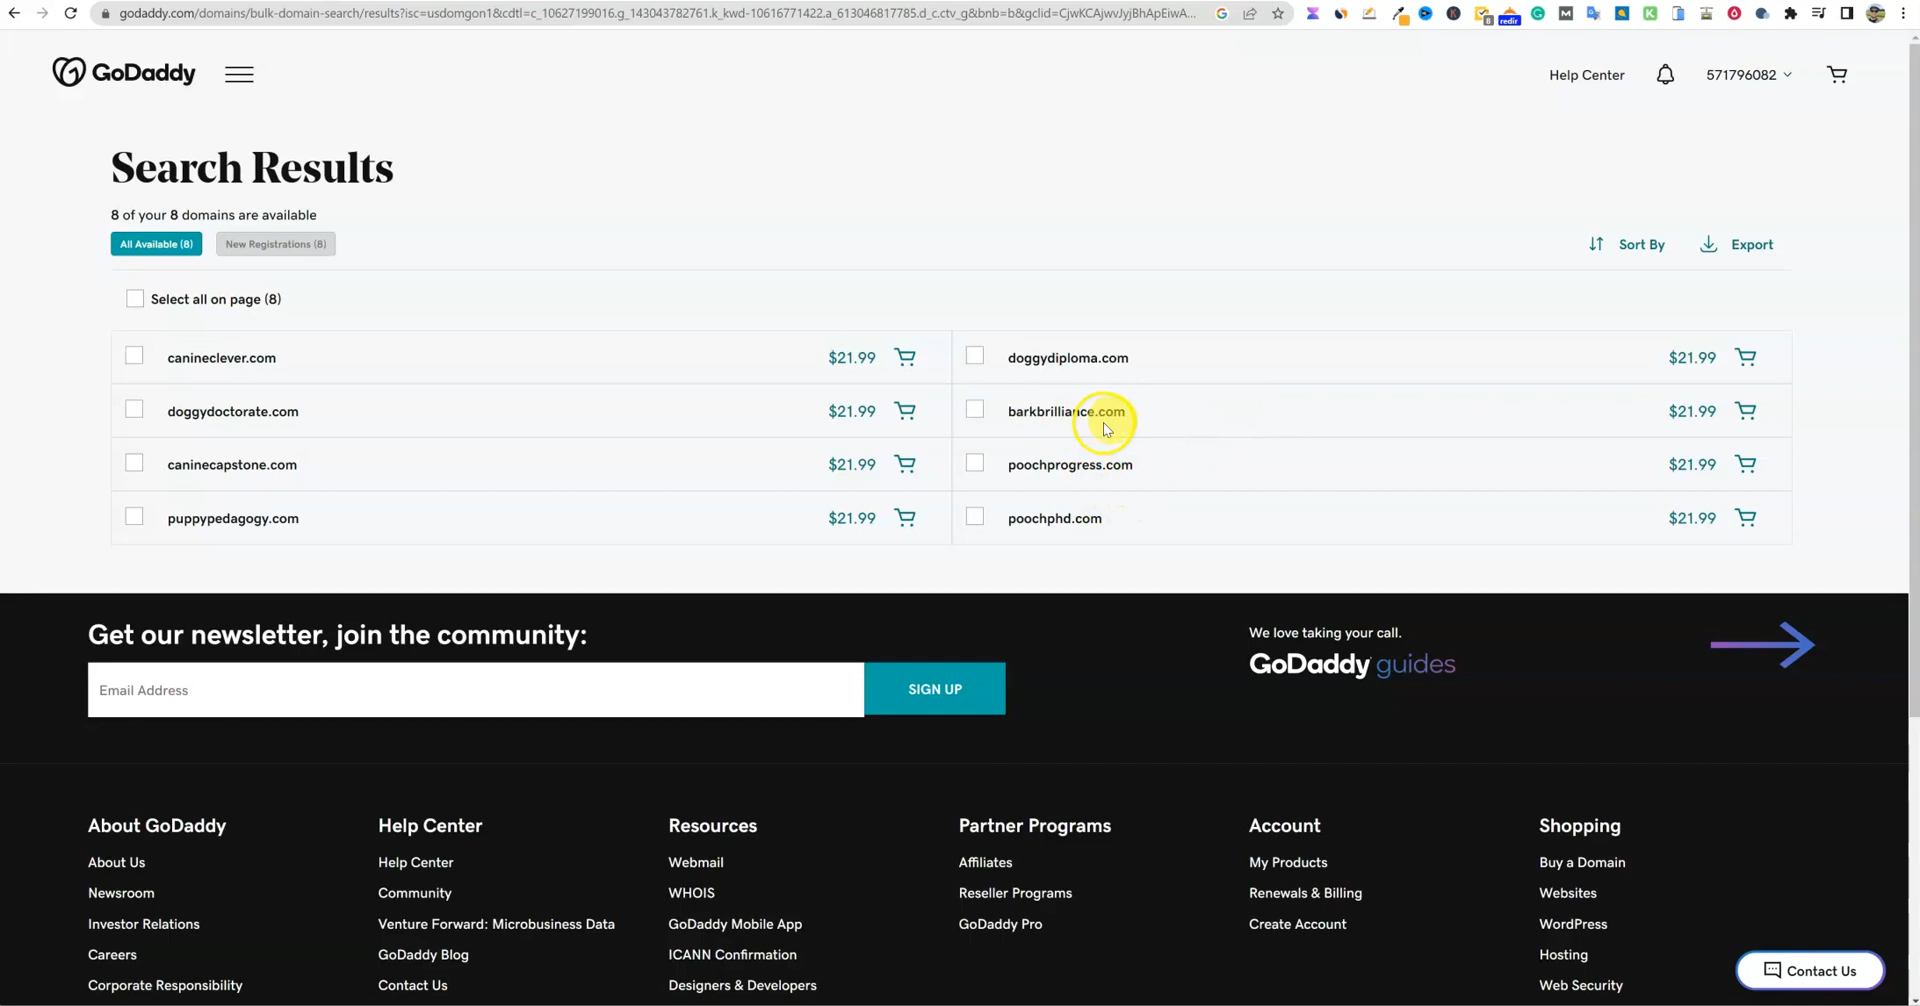 godaddy.com/domains/bulk-domain-search/results?isc=usdomgon1&cdtl=c_10627199016.g_143043782761.k_kwd-10616771422.a_613046817785.d_c.ctv_g&bnb=b&gclid=CjwKCAjwvJyjBhApEiwA...
8
redir
GoDaddy
Help Center
571796082
Search Results
8 of your 8 domains are available
All Available (8)
New Registrations (8)
Sort By
Export
Select all on page (8)
canineclever.com $21.99
doggydiploma.com $21.99
doggydoctorate.com $21.99
barkbrilliance.com $21.99
caninecapstone.com $21.99
poochprogress.com $21.99
puppypedagogy.com $21.99
poochphd.com $21.99
Get our newsletter, join the community:
Email Address
SIGN UP
We love taking your call.
GoDaddy guides
About GoDaddy
Help Center
Resources
Partner Programs
Account
Shopping
About Us
Help Center
Webmail
Affiliates
My Products
Buy a Domain
Newsroom
Community
WHOIS
Reseller Programs
Renewals & Billing
Websites
Investor Relations
Venture Forward: Microbusiness Data
GoDaddy Mobile App
GoDaddy Pro
Create Account
WordPress
Careers
GoDaddy Blog
ICANN Confirmation
Hosting
Corporate Responsibility
Contact Us
Designers & Developers
Web Security
Contact Us